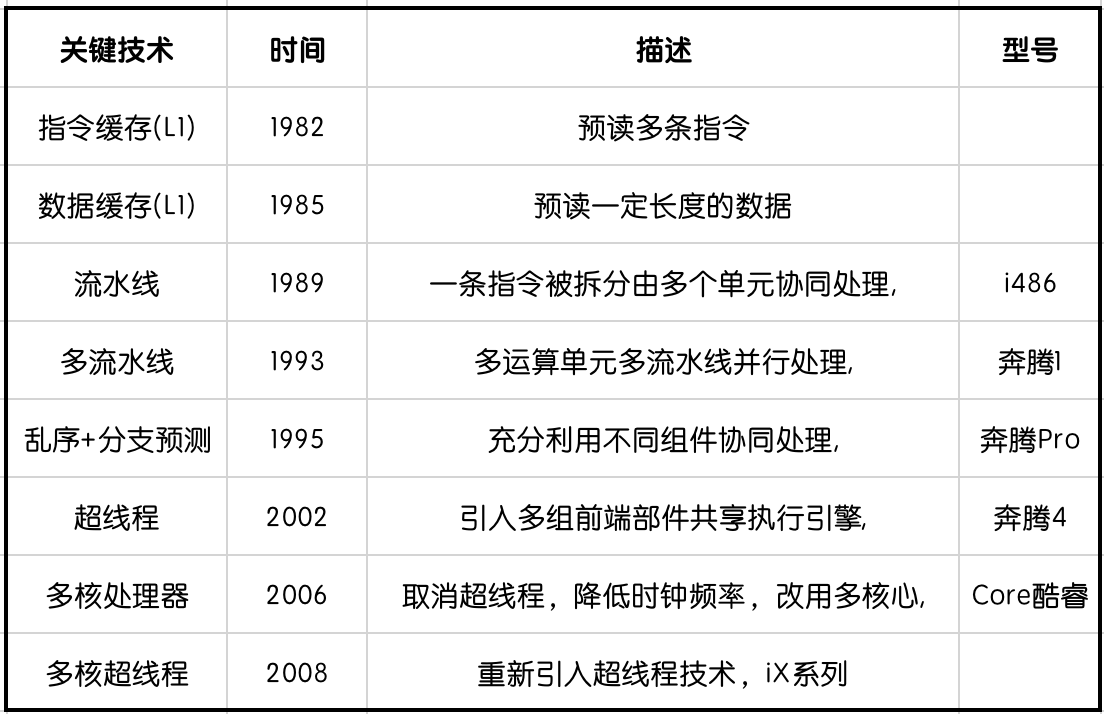 关键技术 时间 描述 型号
指令缓存(L1) 1982 预读多条指令
数据缓存(L1) 1985 预读一定长度的数据
流水线 1989 一条指令被拆分由多个单元协同处理, i486
多流水线 1993 多运算单元多流水线并行处理, 奔腾1
乱序+分支预测 1995 充分利用不同组件协同处理, 奔腾Pro
超线程 2002 引入多组前端部件共享执行引擎, 奔腾4
多核处理器 2006 取消超线程，降低时钟频率，改用多核心, Core酷睿
多核超线程 2008 重新引入超线程技术，iX系列